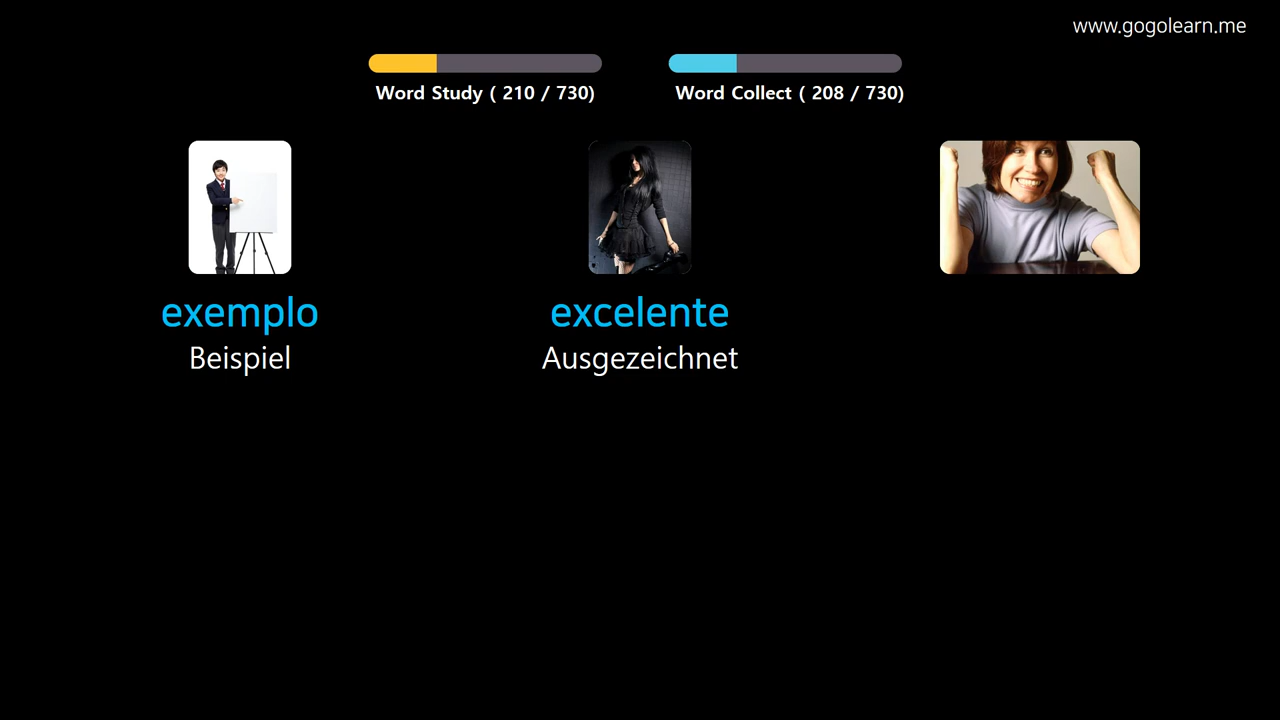 www.gogolearn.me
Word Study ( 210 / 730)
Word Collect ( 208 / 730)
exemplo
Beispiel
excelente
Ausgezeichnet